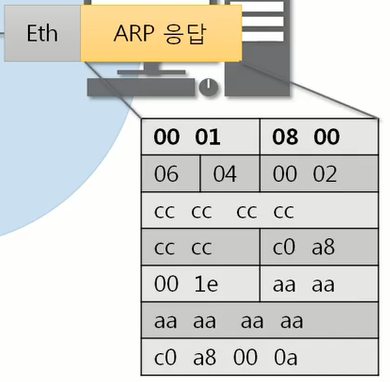 Eth ARP 응답
00 01 08 00
06 04 00 02
cc cc cc cc
cc cc c0 a8
00 1e aa aa
aa aa aa aa
c0 a8 00 0a